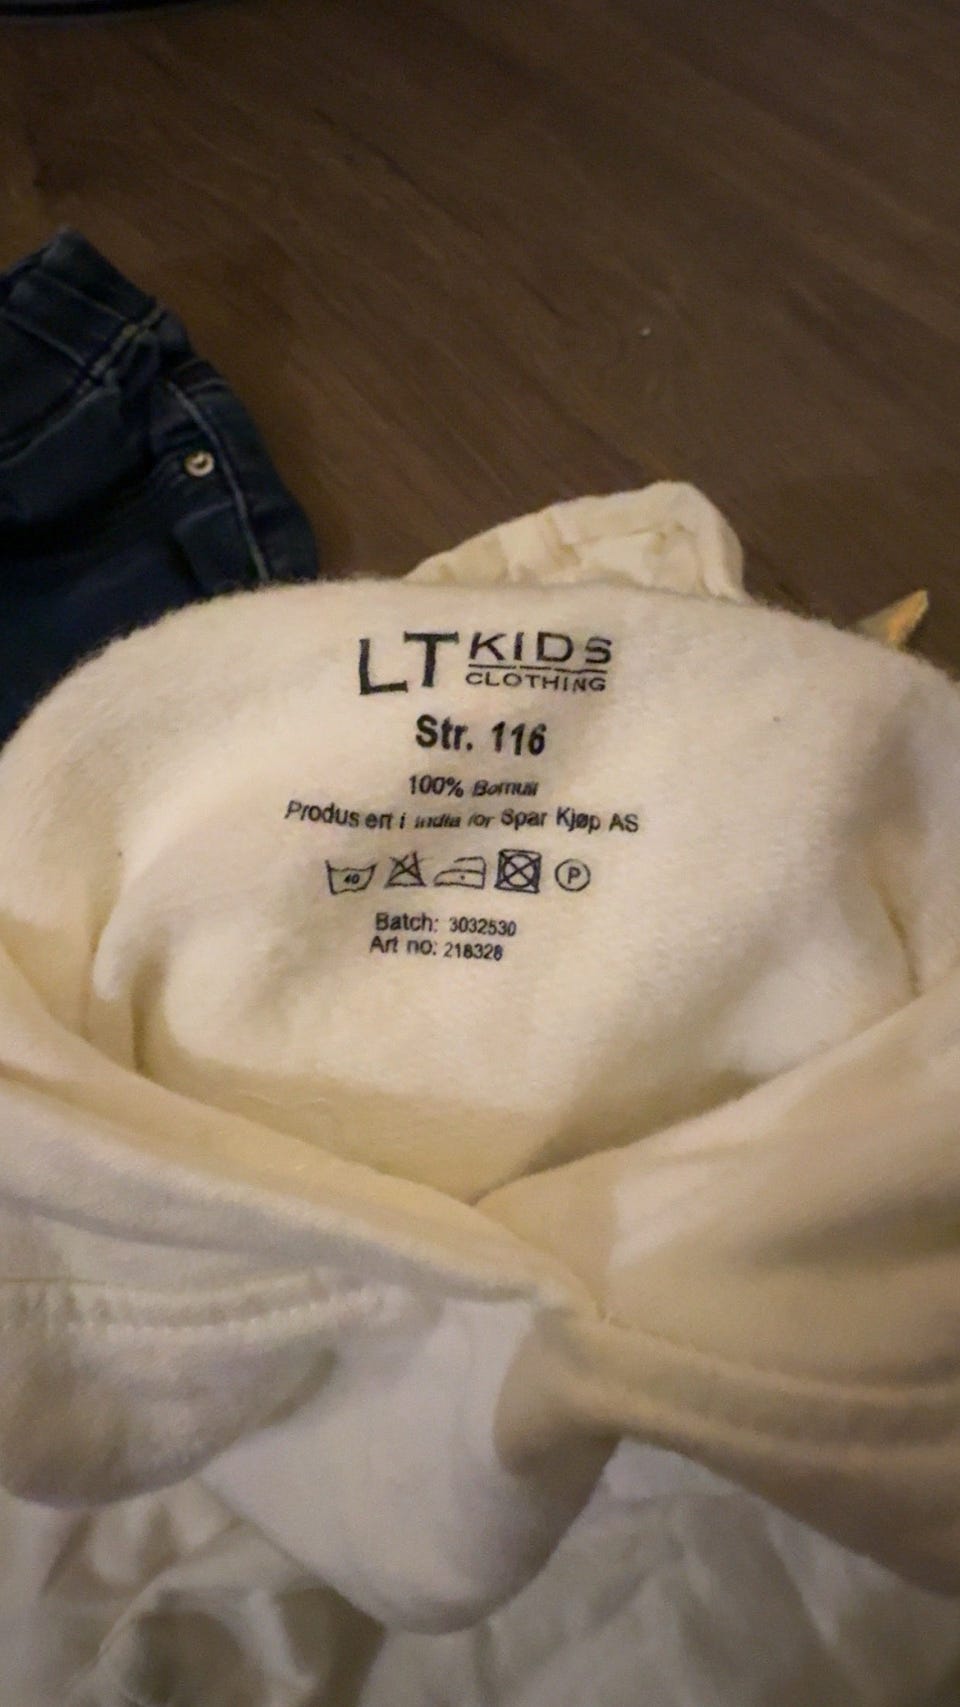 LT KIDS
CLOTHING
Str. 116
100% Bomull
Produsert i India for Spar Kjøp AS
40 P
Batch: 3032530
Art no: 218328